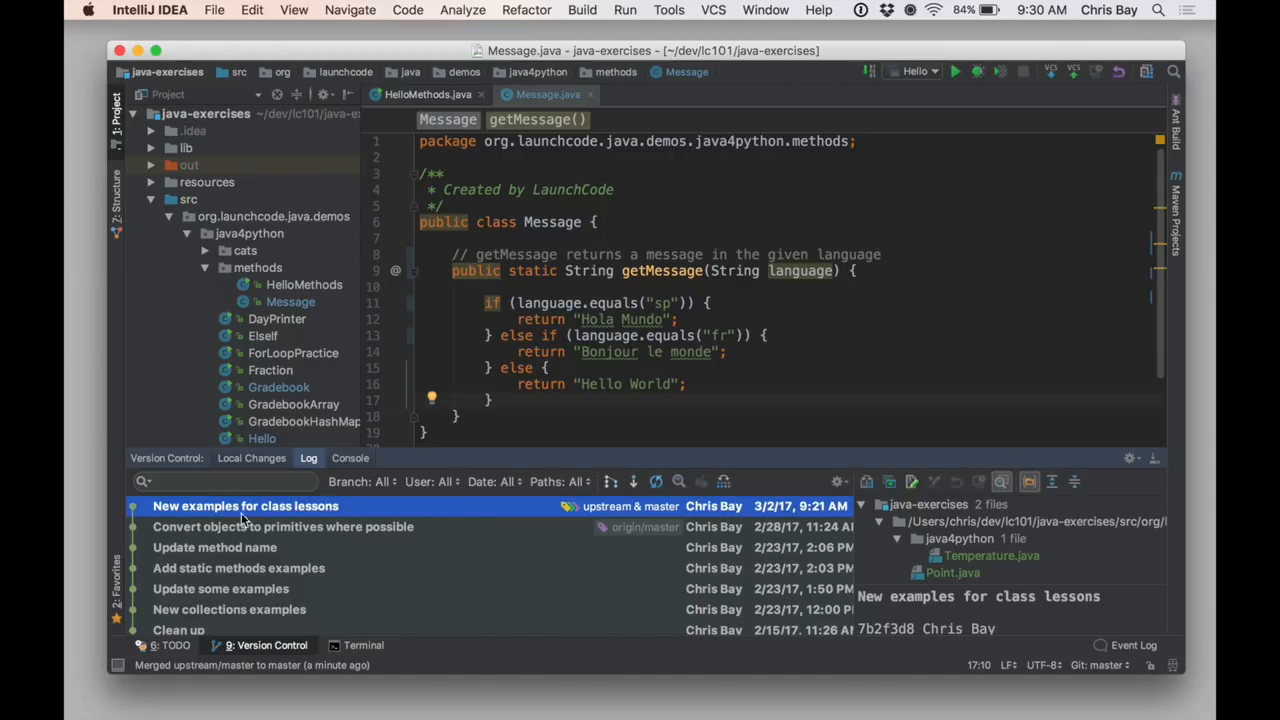 IntelliJ IDEA File Edit View Navigate Code Analyze Refactor Build Run Tools VCS Window Help 84% 9:30 AM Chris Bay
Message.java - java-exercises - [~/dev/lc101/java-exercises]
java-exercises src org launchcode java demos java4python methods Message Hello
Project HelloMethods.java Message.java
java-exercises ~/dev/lc101/java-e
.idea
lib
out
resources
src
org.launchcode.java.demos
java4python
cats
methods
HelloMethods
Message
DayPrinter
ElseIf
ForLoopPractice
Fraction
Gradebook
GradebookArray
GradebookHashMap
Hello
1: Project
7: Structure
2: Favorites
Message getMessage()
1 package org.launchcode.java.demos.java4python.methods;
2
3 /**
4 * Created by LaunchCode
5 */
6 public class Message {
7
8 // getMessage returns a message in the given language
9 @ public static String getMessage(String language) {
10
11 if (language.equals("sp")) {
12 return "Hola Mundo";
13 } else if (language.equals("fr")) {
14 return "Bonjour le monde";
15 } else {
16 return "Hello World";
17 }
18 }
19 }
Ant Build
Maven Projects
Version Control: Local Changes Log Console
Branch: All User: All Date: All Paths: All
New examples for class lessons upstream & master Chris Bay 3/2/17, 9:21 AM
Convert objects to primitives where possible origin/master Chris Bay 2/28/17, 11:24 AM
Update method name Chris Bay 2/23/17, 2:06 PM
Add static methods examples Chris Bay 2/23/17, 2:03 PM
Update some examples Chris Bay 2/23/17, 1:50 PM
New collections examples Chris Bay 2/23/17, 12:00 PM
Clean up Chris Bay 2/15/17, 11:26 AM
java-exercises 2 files
/Users/chris/dev/lc101/java-exercises/src/org/l
java4python 1 file
Temperature.java
Point.java
New examples for class lessons
7b2f3d8 Chris Bay
6: TODO 9: Version Control Terminal Event Log
Merged upstream/master to master (a minute ago) 17:10 LF UTF-8 Git: master